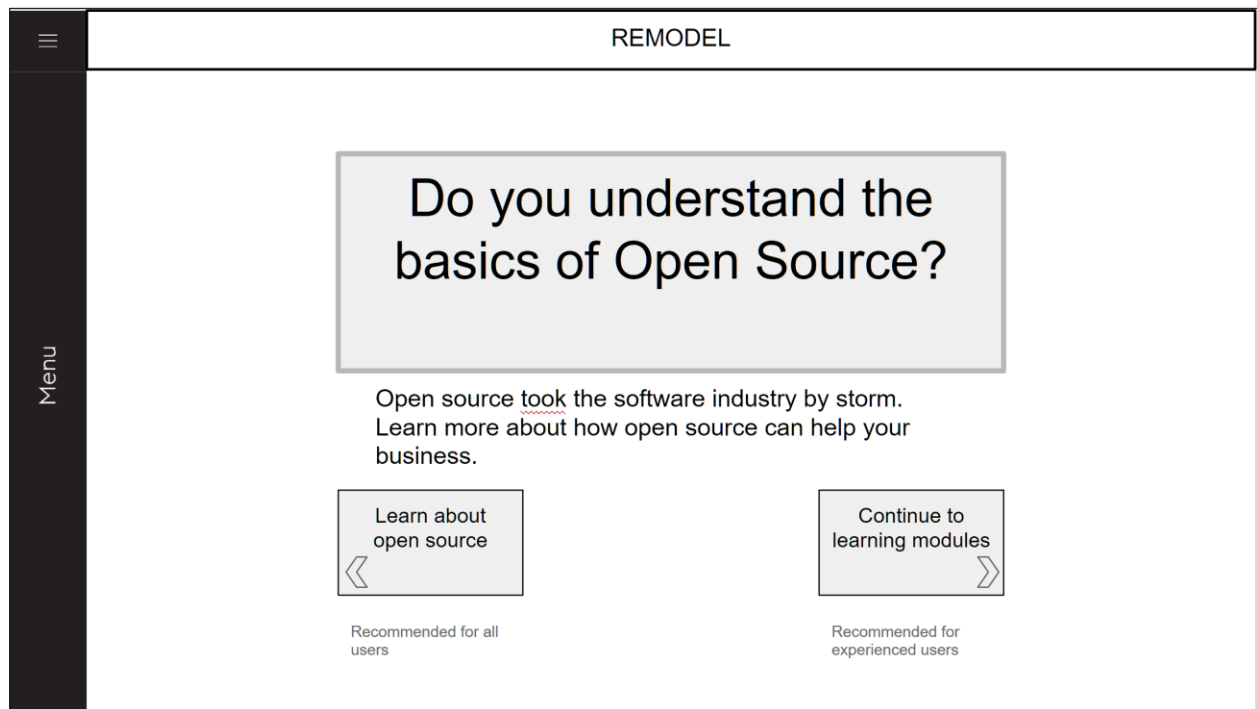 REMODEL
Menu
Do you understand the
basics of Open Source?
Open source took the software industry by storm.
Learn more about how open source can help your
business.
Learn about
open source
Continue to
learning modules
Recommended for all
users
Recommended for
experienced users